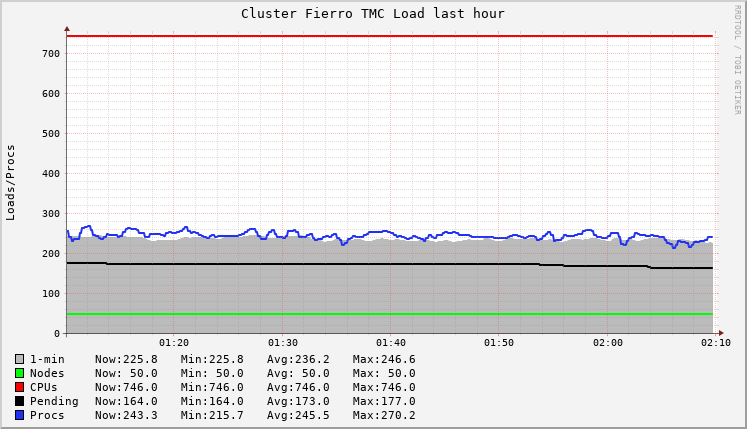 Cluster Fierro TMC Load last hour
RRDTOOL / TOBI OETIKER
Loads/Procs
700
600
500
400
300
200
100
0
01:20 01:30 01:40 01:50 02:00 02:10
1-min Now:225.8 Min:225.8 Avg:236.2 Max:246.6
Nodes Now: 50.0 Min: 50.0 Avg: 50.0 Max: 50.0
CPUs Now:746.0 Min:746.0 Avg:746.0 Max:746.0
Pending Now:164.0 Min:164.0 Avg:173.0 Max:177.0
Procs Now:243.3 Min:215.7 Avg:245.5 Max:270.2